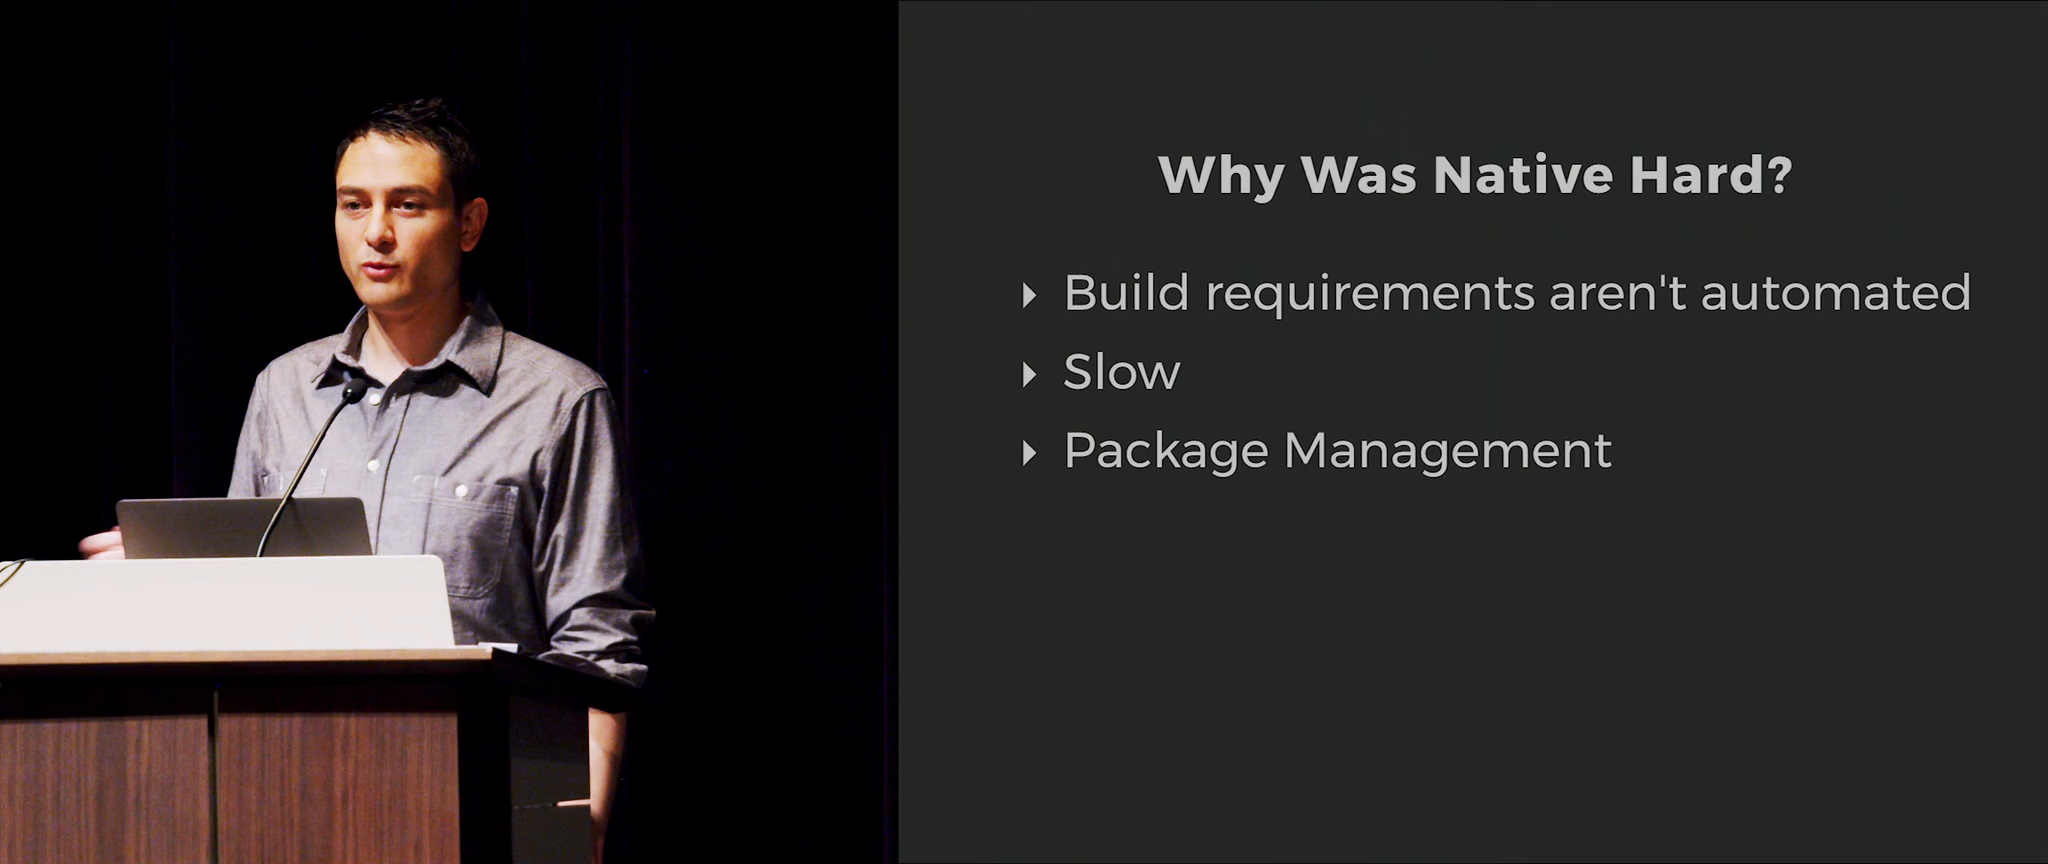 Why Was Native Hard?
Build requirements aren't automated
Slow
Package Management